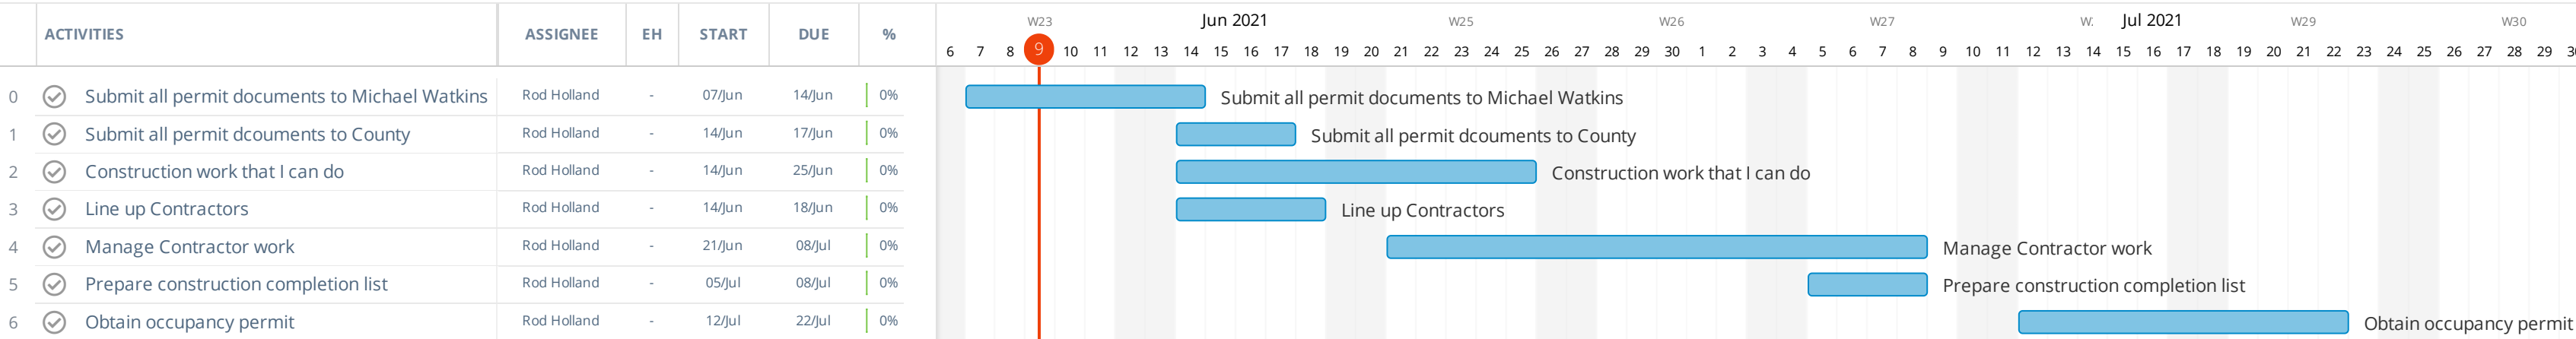 W23 Jun 2021 W25 W26 W27 W. Jul 2021 W29 W30
ACTIVITIES ASSIGNEE EH START DUE %
6 7 8 9 10 11 12 13 14 15 16 17 18 19 20 21 22 23 24 25 26 27 28 29 30 1 2 3 4 5 6 7 8 9 10 11 12 13 14 15 16 17 18 19 20 21 22 23 24 25 26 27 28 29
0 Submit all permit documents to Michael Watkins Rod Holland - 07/Jun 14/Jun 0% Submit all permit documents to Michael Watkins
1 Submit all permit dcouments to County Rod Holland - 14/Jun 17/Jun 0% Submit all permit dcouments to County
2 Construction work that I can do Rod Holland - 14/Jun 25/Jun 0% Construction work that I can do
3 Line up Contractors Rod Holland - 14/Jun 18/Jun 0% Line up Contractors
4 Manage Contractor work Rod Holland - 21/Jun 08/Jul 0% Manage Contractor work
5 Prepare construction completion list Rod Holland - 05/Jul 08/Jul 0% Prepare construction completion list
6 Obtain occupancy permit Rod Holland - 12/Jul 22/Jul 0% Obtain occupancy permit